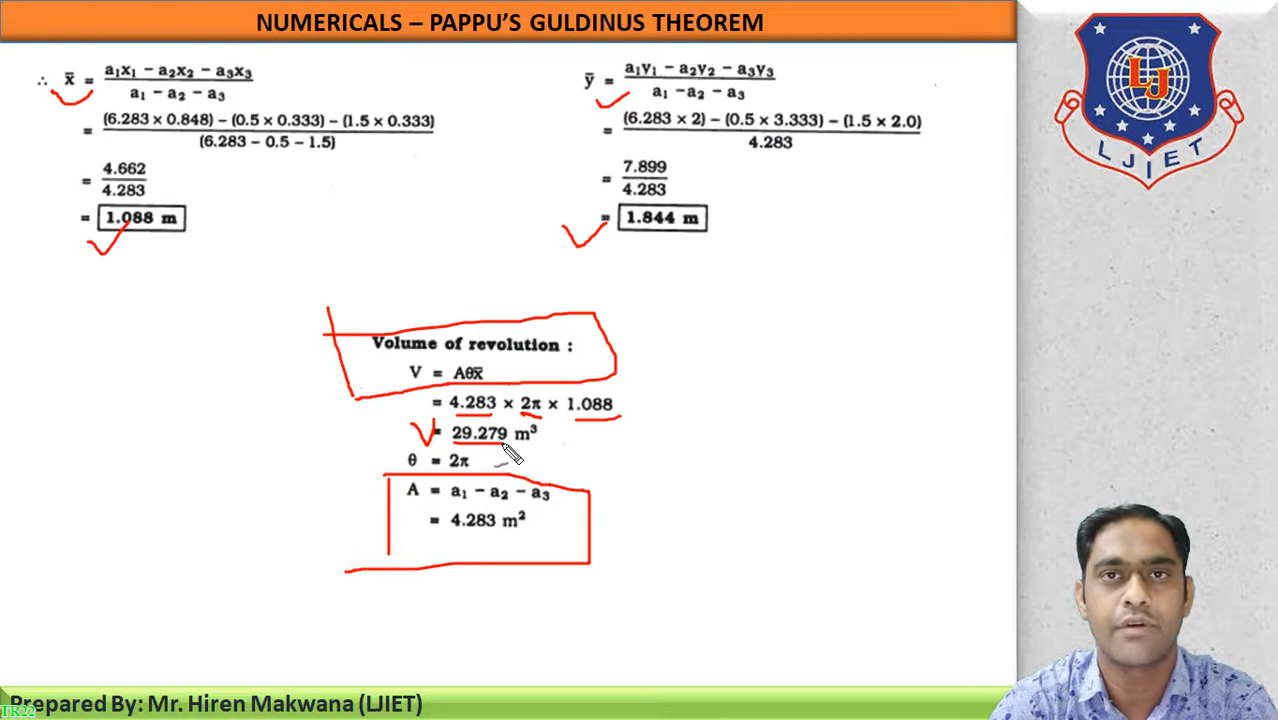 NUMERICALS – PAPPU'S GULDINUS THEOREM
∴ x̄ = (a₁x₁ − a₂x₂ − a₃x₃) / (a₁ − a₂ − a₃)
= ((6.283 × 0.848) − (0.5 × 0.333) − (1.5 × 0.333)) / (6.283 − 0.5 − 1.5)
= 4.662 / 4.283
= 1.088 m
ȳ = (a₁y₁ − a₂y₂ − a₃y₃) / (a₁ − a₂ − a₃)
= ((6.283 × 2) − (0.5 × 3.333) − (1.5 × 2.0)) / 4.283
= 7.899 / 4.283
= 1.844 m
Volume of revolution :
V = Aθx̄
= 4.283 × 2π × 1.088
= 29.279 m³
θ = 2π
A = a₁ − a₂ − a₃
= 4.283 m²
LJ
LJIET
Prepared By: Mr. Hiren Makwana (LJIET)
TR22